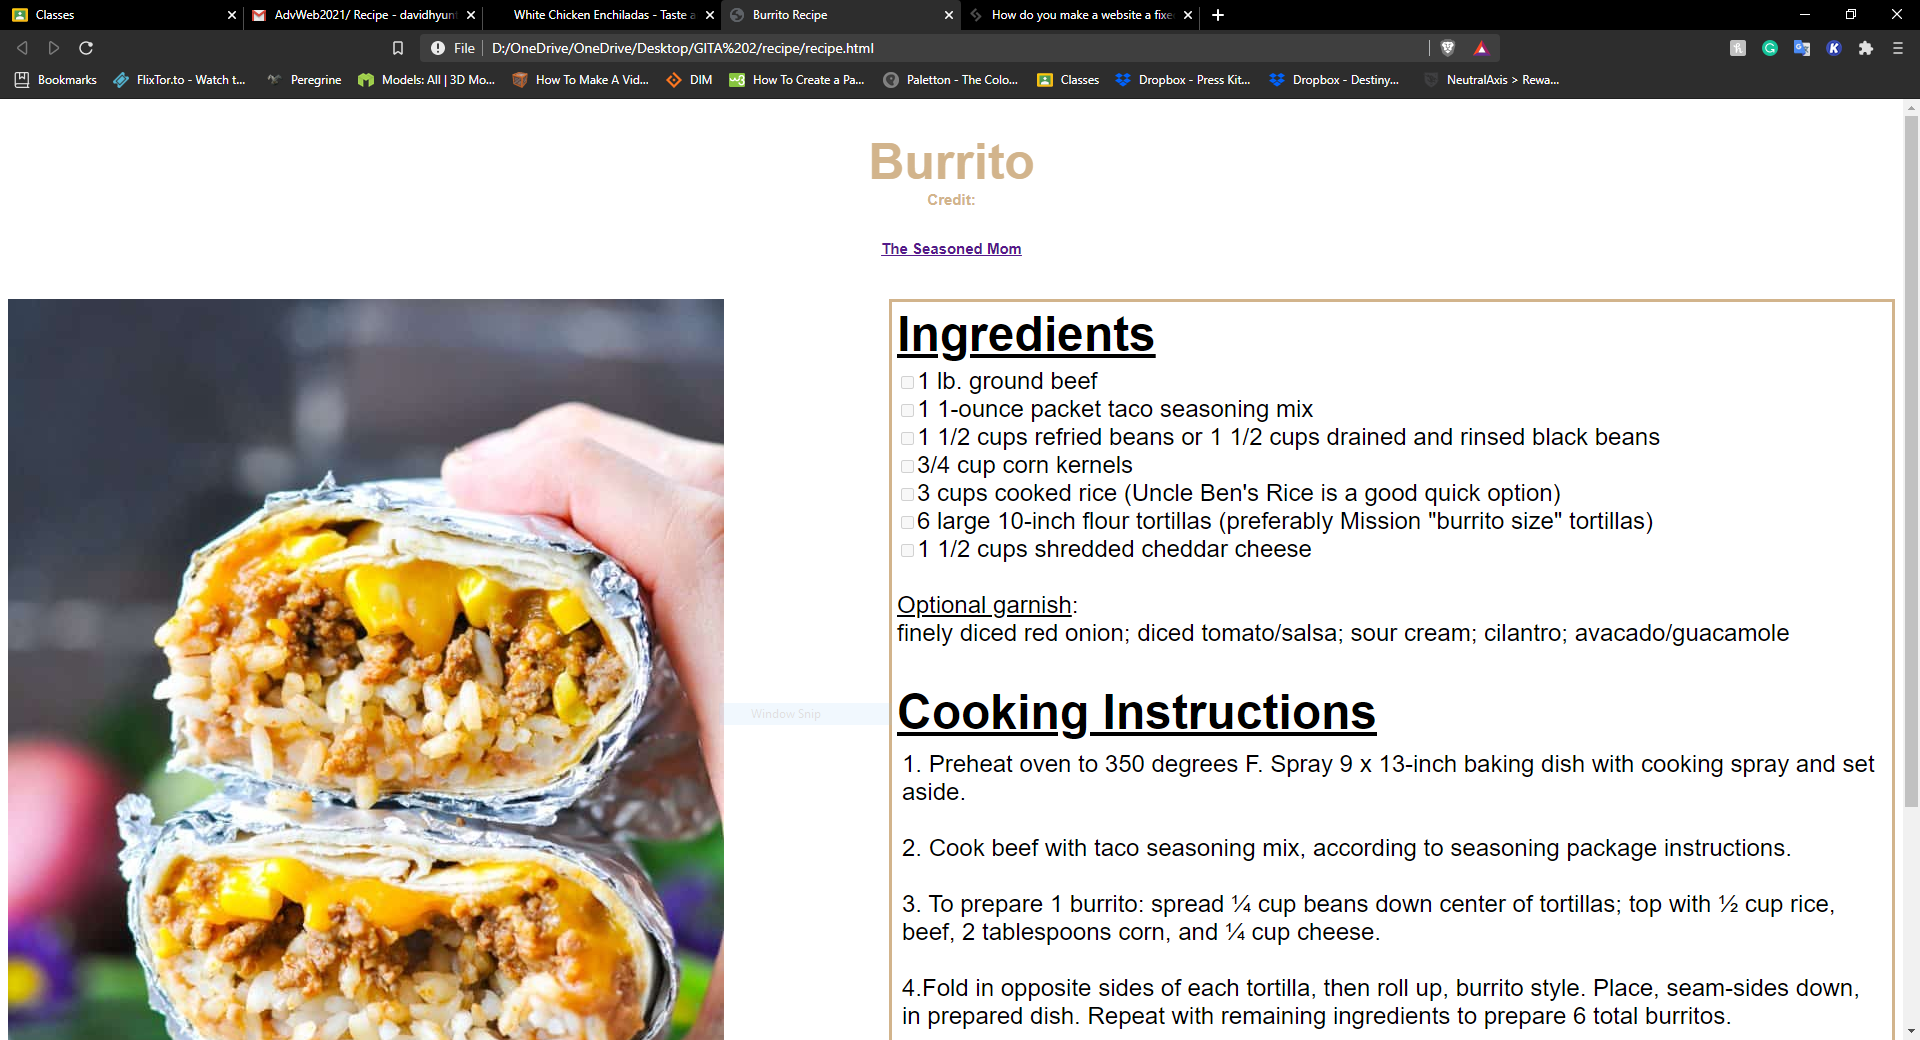 Classes
AdvWeb2021/ Recipe - davidhyun
White Chicken Enchiladas - Taste a
Burrito Recipe
How do you make a website a fixe
File
D:/OneDrive/OneDrive/Desktop/GITA%202/recipe/recipe.html
Bookmarks
FlixTor.to - Watch t...
Peregrine
Models: All | 3D Mo...
How To Make A Vid...
DIM
How To Create a Pa...
Paletton - The Colo...
Classes
Dropbox - Press Kit...
Dropbox - Destiny...
NeutralAxis > Rewa...
Burrito
Credit:
The Seasoned Mom
Ingredients
1 lb. ground beef
1 1-ounce packet taco seasoning mix
1 1/2 cups refried beans or 1 1/2 cups drained and rinsed black beans
3/4 cup corn kernels
3 cups cooked rice (Uncle Ben's Rice is a good quick option)
6 large 10-inch flour tortillas (preferably Mission "burrito size" tortillas)
1 1/2 cups shredded cheddar cheese
Optional garnish:
finely diced red onion; diced tomato/salsa; sour cream; cilantro; avacado/guacamole
Window Snip
Cooking Instructions
1. Preheat oven to 350 degrees F. Spray 9 x 13-inch baking dish with cooking spray and set
aside.
2. Cook beef with taco seasoning mix, according to seasoning package instructions.
3. To prepare 1 burrito: spread ¼ cup beans down center of tortillas; top with ½ cup rice,
beef, 2 tablespoons corn, and ¼ cup cheese.
4.Fold in opposite sides of each tortilla, then roll up, burrito style. Place, seam-sides down,
in prepared dish. Repeat with remaining ingredients to prepare 6 total burritos.